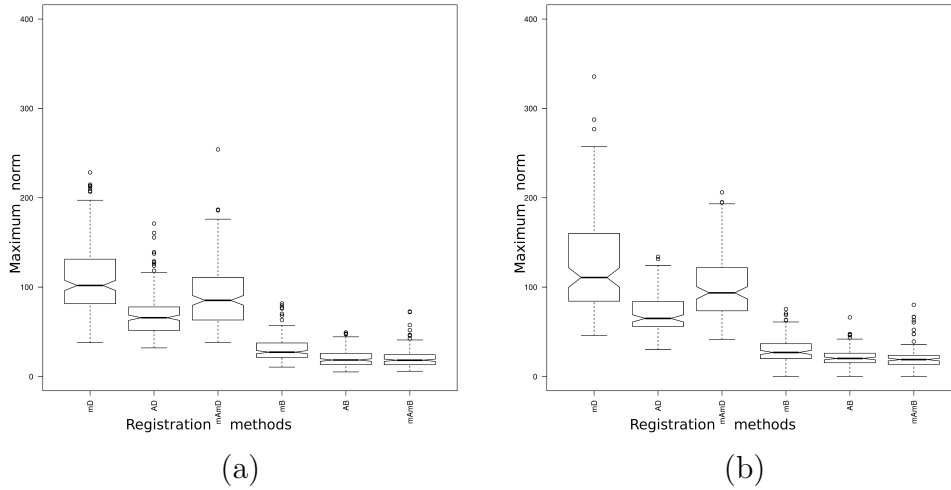 400
300
200
100
0
Maximum norm
mD
AD
mAmD
mB
AB
mAmB
Registration methods
(a)
400
300
200
100
0
Maximum norm
mD
AD
mAmD
mB
AB
mAmB
Registration methods
(b)